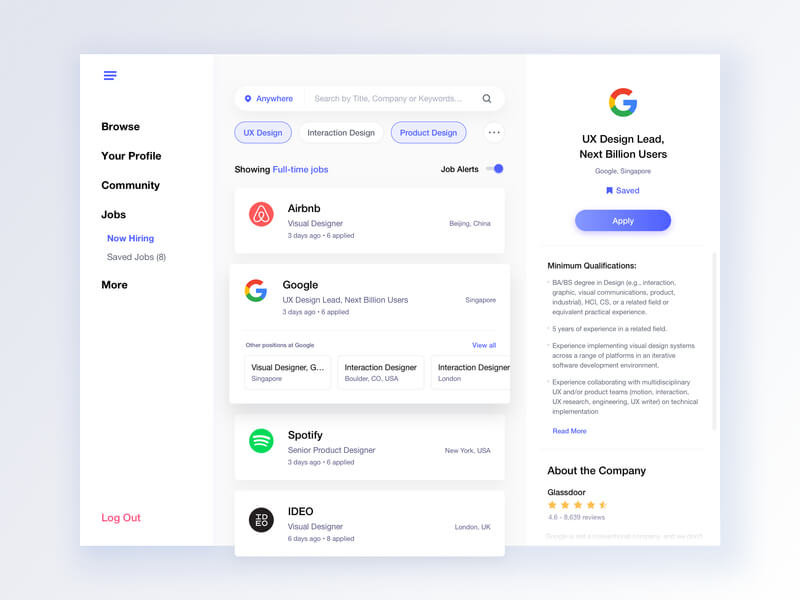 Browse
Your Profile
Community
Jobs
Now Hiring
Saved Jobs (8)
More
Log Out
Anywhere
Search by Title, Company or Keywords...
UX Design
Interaction Design
Product Design
Showing Full-time jobs
Job Alerts
Airbnb
Visual Designer
3 days ago • 6 applied
Beijing, China
Google
UX Design Lead, Next Billion Users
3 days ago • 6 applied
Singapore
Other positions at Google
View all
Visual Designer, G...
Singapore
Interaction Designer
Boulder, CO, USA
Interaction Designer
London
Spotify
Senior Product Designer
3 days ago • 6 applied
New York, USA
IDEO
IDEO
Visual Designer
6 days ago • 8 applied
London, UK
UX Design Lead,
Next Billion Users
Google, Singapore
Saved
Apply
Minimum Qualifications:
BA/BS degree in Design (e.g., interaction,
graphic, visual communications, product,
industrial), HCI, CS, or a related field or
equivalent practical experience.
5 years of experience in a related field.
Experience implementing visual design systems
across a range of platforms in an iterative
software development environment.
Experience collaborating with multidisciplinary
UX and/or product teams (motion, interaction,
UX research, engineering, UX writer) on technical
implementation
Read More
About the Company
Glassdoor
4.6 - 8,639 reviews
Google is not a conventional company, and we don't